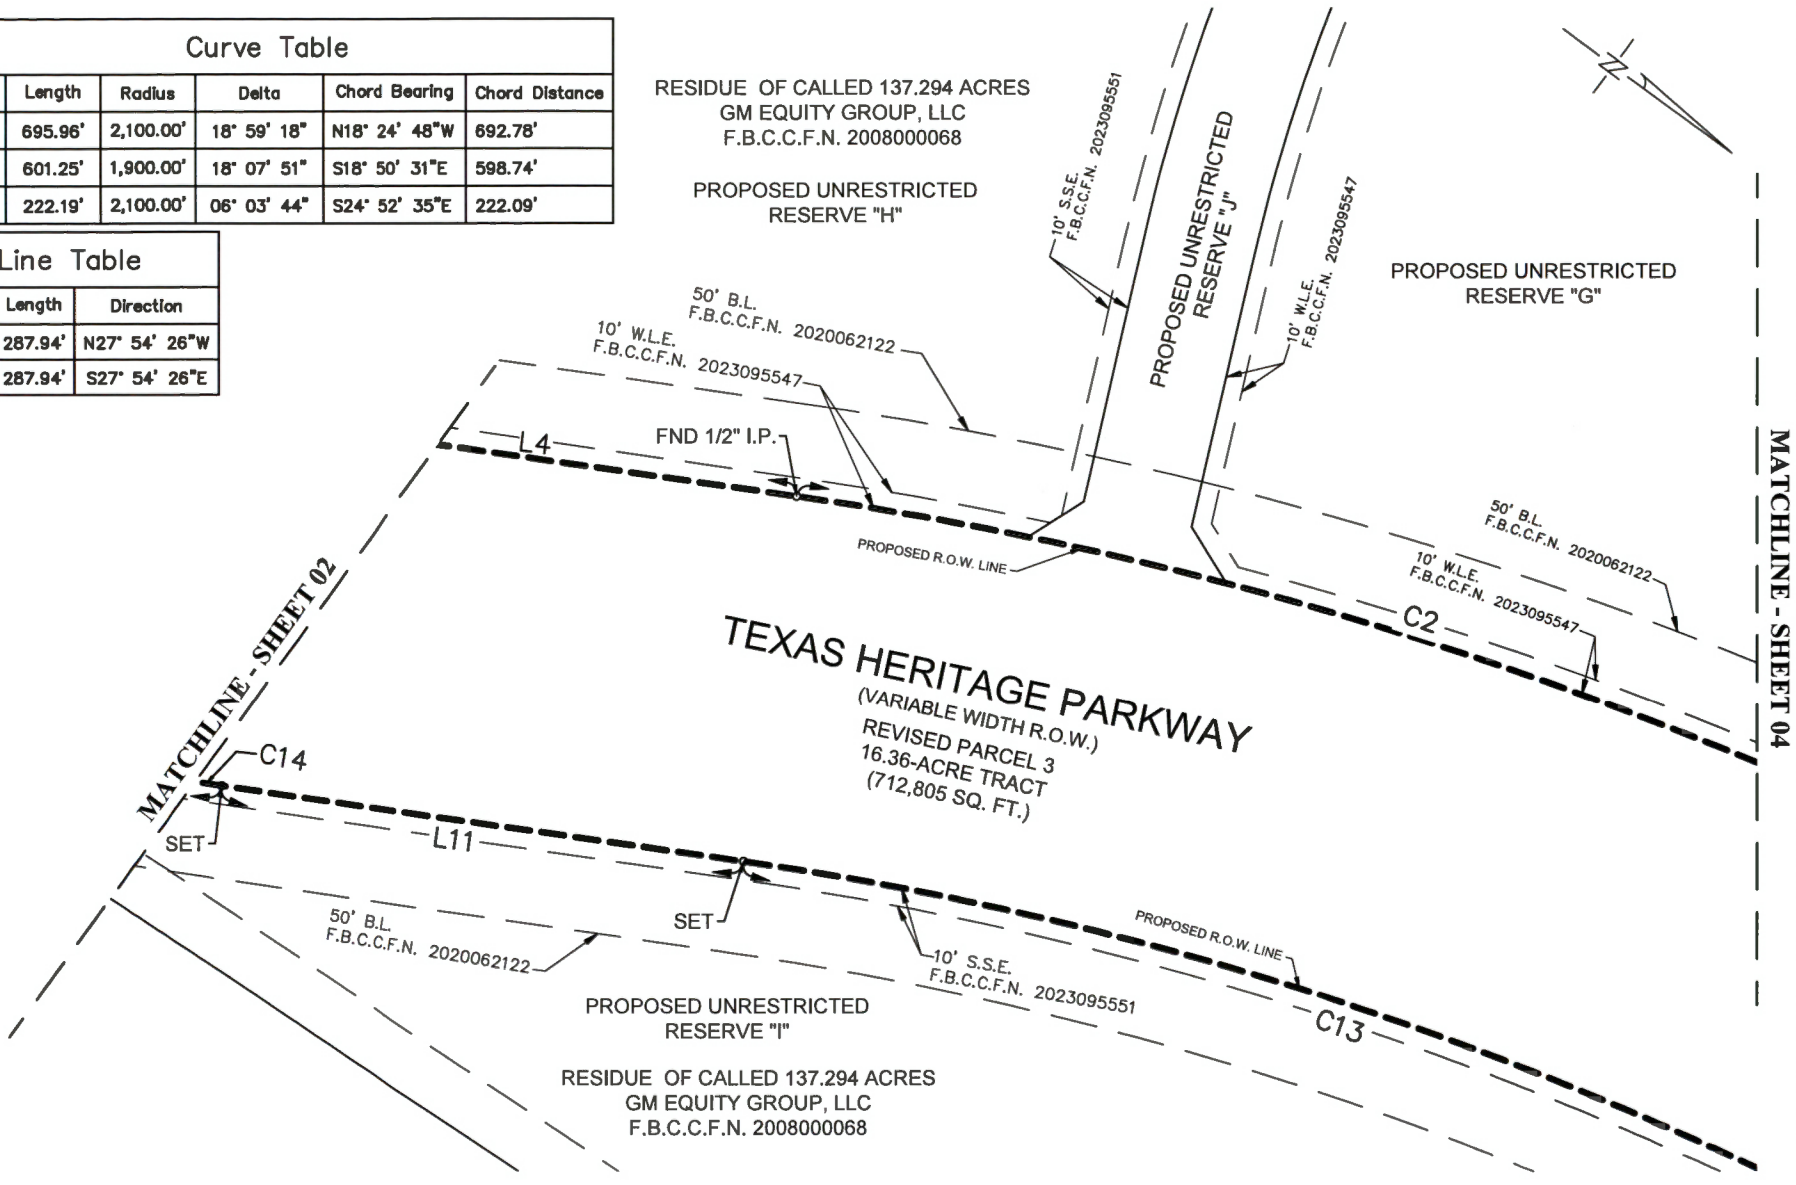 Curve Table
Length Radius Delta Chord Bearing Chord Distance
695.96' 2,100.00' 18° 59' 18" N18° 24' 48"W 692.78'
601.25' 1,900.00' 18° 07' 51" S18° 50' 31"E 598.74'
222.19' 2,100.00' 06° 03' 44" S24° 52' 35"E 222.09'
Line Table
Length Direction
287.94' N27° 54' 26"W
287.94' S27° 54' 26"E
RESIDUE OF CALLED 137.294 ACRES
GM EQUITY GROUP, LLC
F.B.C.C.F.N. 2008000068
PROPOSED UNRESTRICTED
RESERVE "H"
10' S.S.E.
F.B.C.C.F.N. 2023095551
PROPOSED UNRESTRICTED
RESERVE "J"
10' W.L.E.
F.B.C.C.F.N. 2023095547
N
PROPOSED UNRESTRICTED
RESERVE "G"
50' B.L.
F.B.C.C.F.N. 2020062122
10' W.L.E.
F.B.C.C.F.N. 2023095547
L4
FND 1/2" I.P.
PROPOSED R.O.W. LINE
50' B.L.
F.B.C.C.F.N. 2020062122
10' W.L.E.
F.B.C.C.F.N. 2023095547
C2
MATCHLINE - SHEET 04
MATCHLINE - SHEET 02
TEXAS HERITAGE PARKWAY
(VARIABLE WIDTH R.O.W.)
REVISED PARCEL 3
16.36-ACRE TRACT
(712,805 SQ. FT.)
C14
SET
L11
SET
50' B.L.
F.B.C.C.F.N. 2020062122
10' S.S.E.
F.B.C.C.F.N. 2023095551
PROPOSED R.O.W. LINE
C13
PROPOSED UNRESTRICTED
RESERVE "I"
RESIDUE OF CALLED 137.294 ACRES
GM EQUITY GROUP, LLC
F.B.C.C.F.N. 2008000068